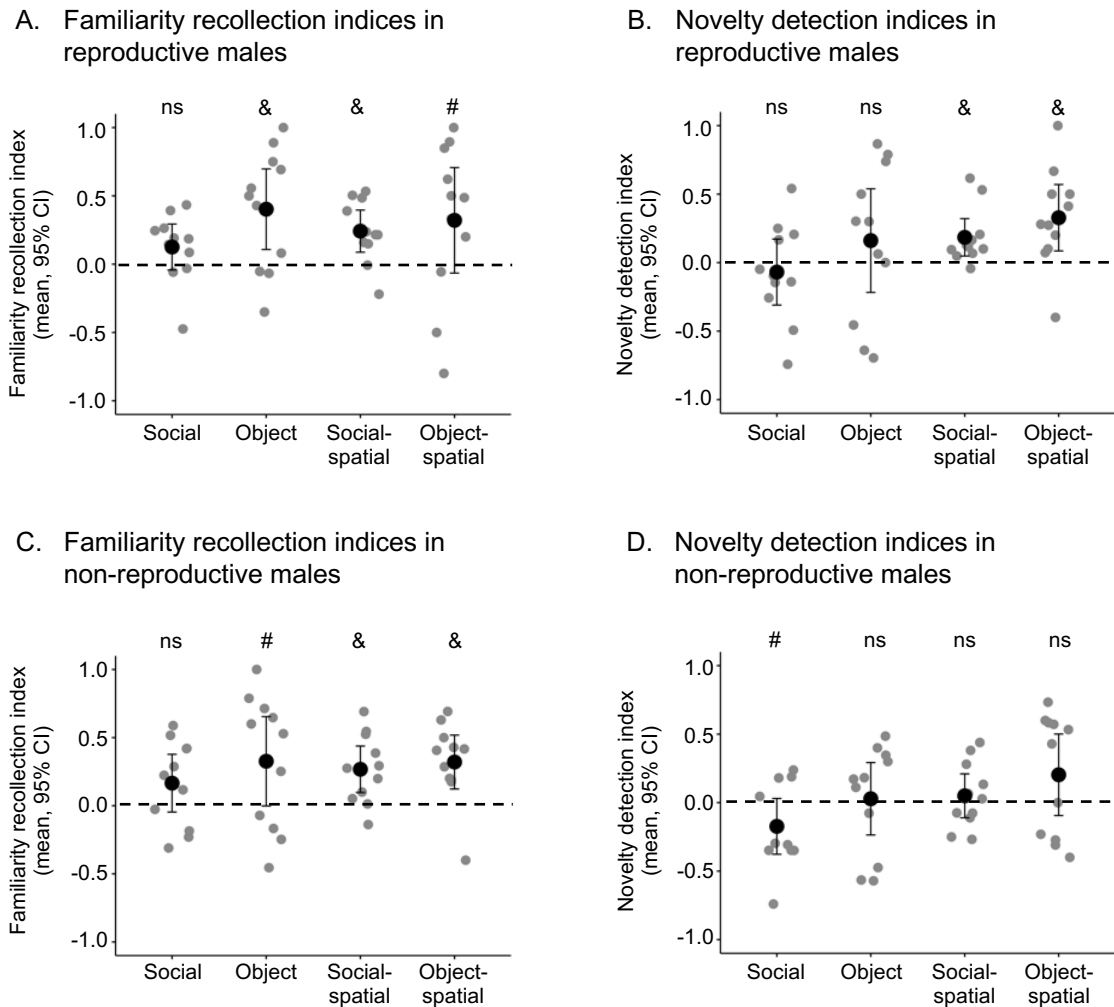 A. Familiarity recollection indices in
reproductive males
ns & & #
Familiarity recollection index
(mean, 95% CI)
1.0
0.5
0.0
-0.5
-1.0
Social Object Social-
spatial Object-
spatial
B. Novelty detection indices in
reproductive males
ns ns & &
Novelty detection index
(mean, 95% CI)
1.0
0.5
0.0
-0.5
-1.0
Social Object Social-
spatial Object-
spatial
C. Familiarity recollection indices in
non-reproductive males
ns # & &
Familiarity recollection index
(mean, 95% CI)
1.0
0.5
0.0
-0.5
-1.0
Social Object Social-
spatial Object-
spatial
D. Novelty detection indices in
non-reproductive males
# ns ns ns
Novelty detection index
(mean, 95% CI)
1.0
0.5
0.0
-0.5
-1.0
Social Object Social-
spatial Object-
spatial